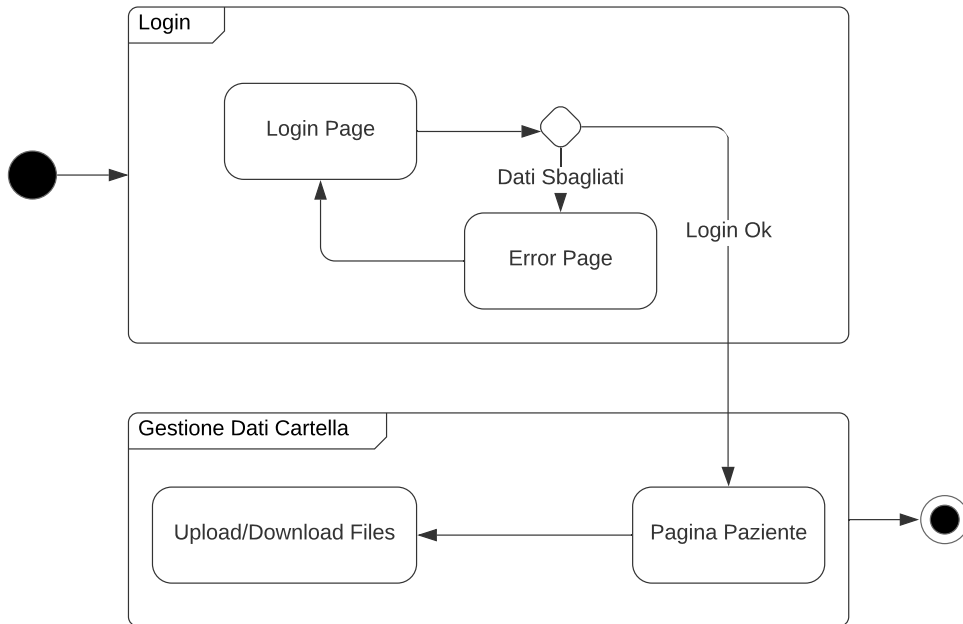 Login
Login Page
Dati Sbagliati
Login Ok
Error Page
Gestione Dati Cartella
Upload/Download Files
Pagina Paziente